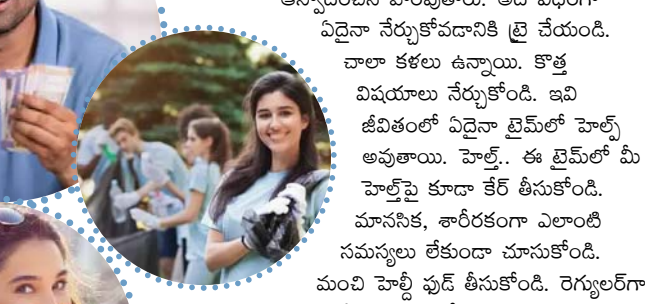 ఏదైనా నేర్చుకోవడానికి ట్రై చేయండి.
చాలా కళలు ఉన్నాయి. కొత్త
విషయాలు నేర్చుకోండి. ఇవి
జీవితంలో ఏదైనా టైమ్‌లో హెల్ప్
అవుతాయి. హెల్త్.. ఈ టైమ్‌లో మీ
హెల్త్‌పై కూడా కేర్ తీసుకోండి.
మానసిక, శారీరకంగా ఎలాంటి
సమస్యలు లేకుండా చూసుకోండి.
మంచి హెల్దీ ఫుడ్ తీసుకోండి. రెగ్యులర్‌గా